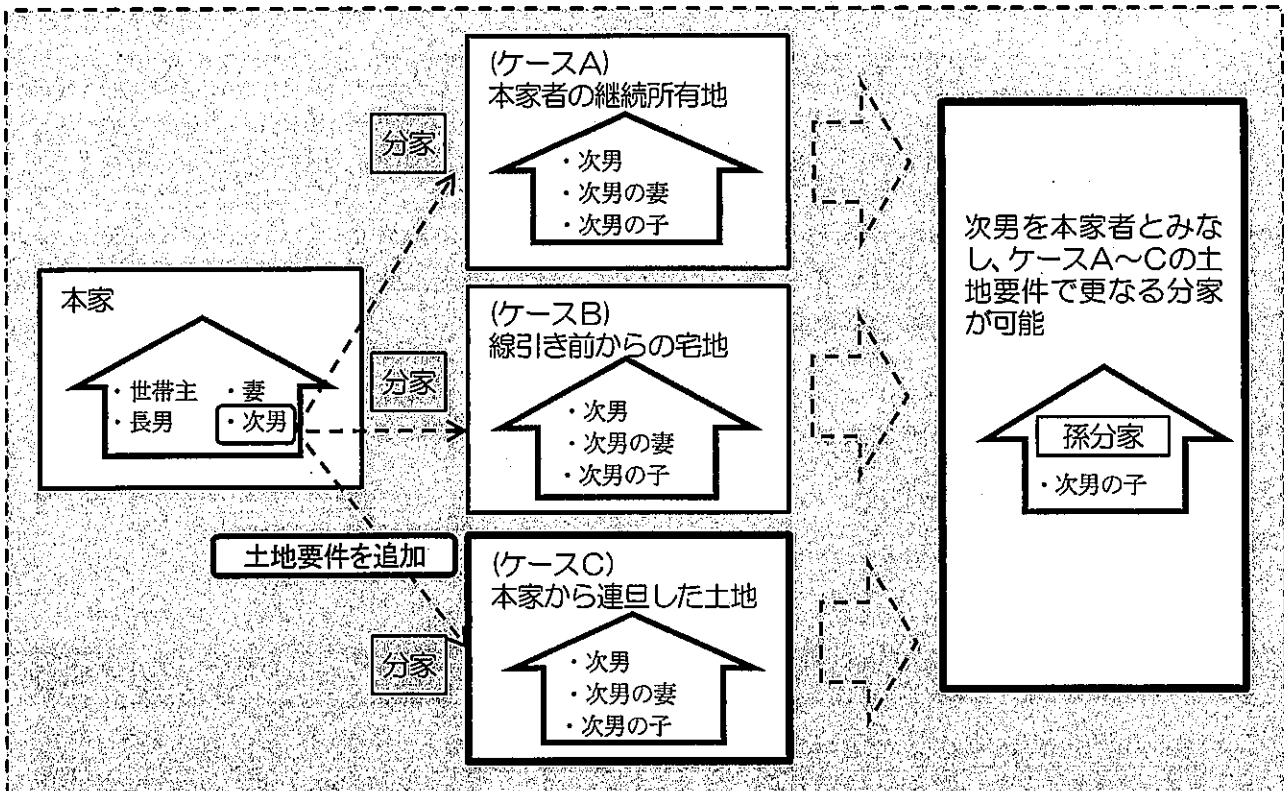 本家
・世帯主 ・妻
・長男 ・次男
分家
分家
分家
土地要件を追加
(ケースA)
本家者の継続所有地
・次男
・次男の妻
・次男の子
(ケースB)
線引き前からの宅地
・次男
・次男の妻
・次男の子
(ケースC)
本家から連旦した土地
・次男
・次男の妻
・次男の子
次男を本家者とみな
し、ケースA～Cの土
地要件で更なる分家
が可能
孫分家
・次男の子